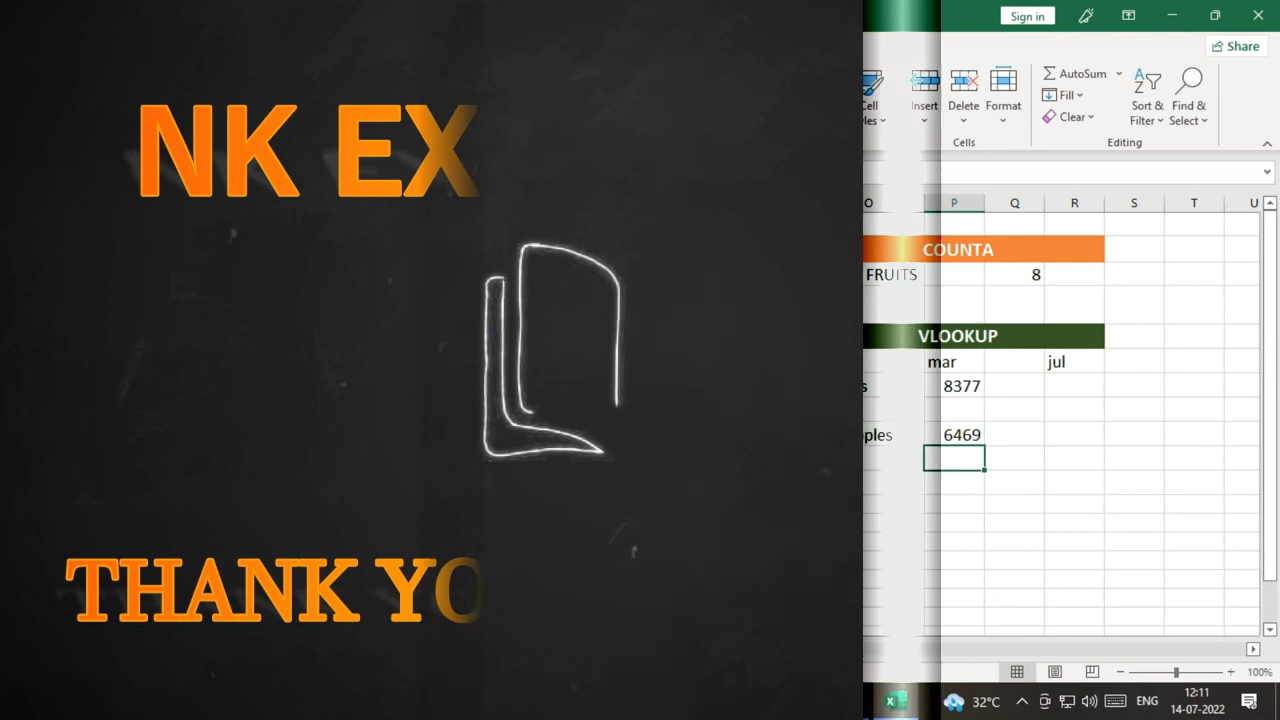 NK EX
THANK YO
Sign in
Share
Cell
Insert
Delete
Format
AutoSum
Fill
Clear
Sort &
Filter
Find &
Select
Cells
Editing
O P Q R S T U
COUNTA
FRUITS 8
VLOOKUP
mar jul
s 8377
ples 6469
100%
32°C ENG
12:11
14-07-2022